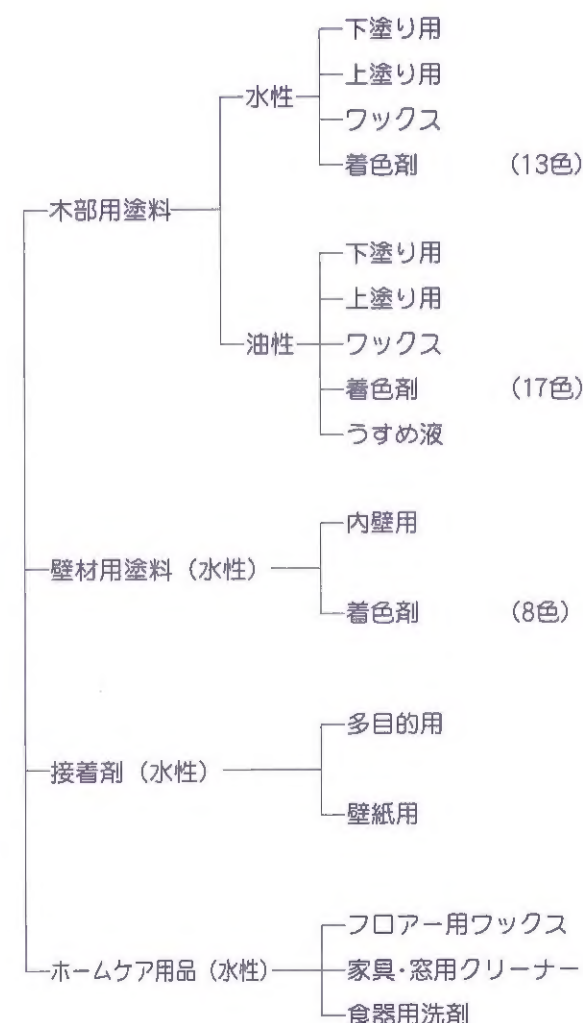 下塗り用
上塗り用
水性
ワックス
着色剤 (13色)
木部用塗料
下塗り用
上塗り用
油性
ワックス
着色剤 (17色)
うすめ液
内壁用
壁材用塗料（水性）
着色剤 (8色)
多目的用
接着剤（水性）
壁紙用
フロアー用ワックス
ホームケア用品（水性）
家具・窓用クリーナー
食器用洗剤